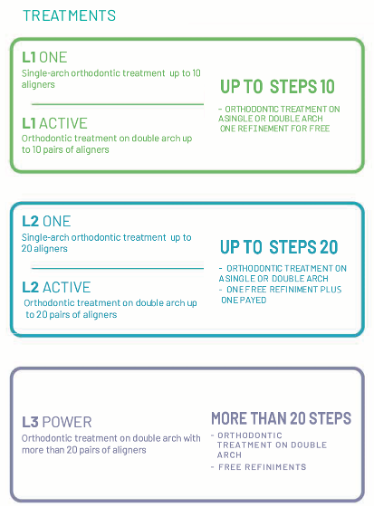 TREATMENTS
L1 ONE
Single-arch orthodontic treatment up to 10
aligners
L1 ACTIVE
Orthodontic treatment on double arch up
to 10 pairs of aligners
UP TO STEPS 10
- ORTHODONTIC TREATMENT ON
A SINGLE OR DOUBLE ARCH
ONE REFINEMENT FOR FREE
L2 ONE
Single-arch orthodontic treatment up to
20 aligners
L2 ACTIVE
Orthodontic treatment on double arch up
to 20 pairs of aligners
UP TO STEPS 20
- ORTHODONTIC TREATMENT ON
A SINGLE OR DOUBLE ARCH
- ONE FREE REFINIMENT PLUS
ONE PAYED
L3 POWER
Orthodontic treatment on double arch with
more than 20 pairs of aligners
MORE THAN 20 STEPS
- ORTHODONTIC
TREATMENT ON DOUBLE
ARCH
- FREE REFINIMENTS